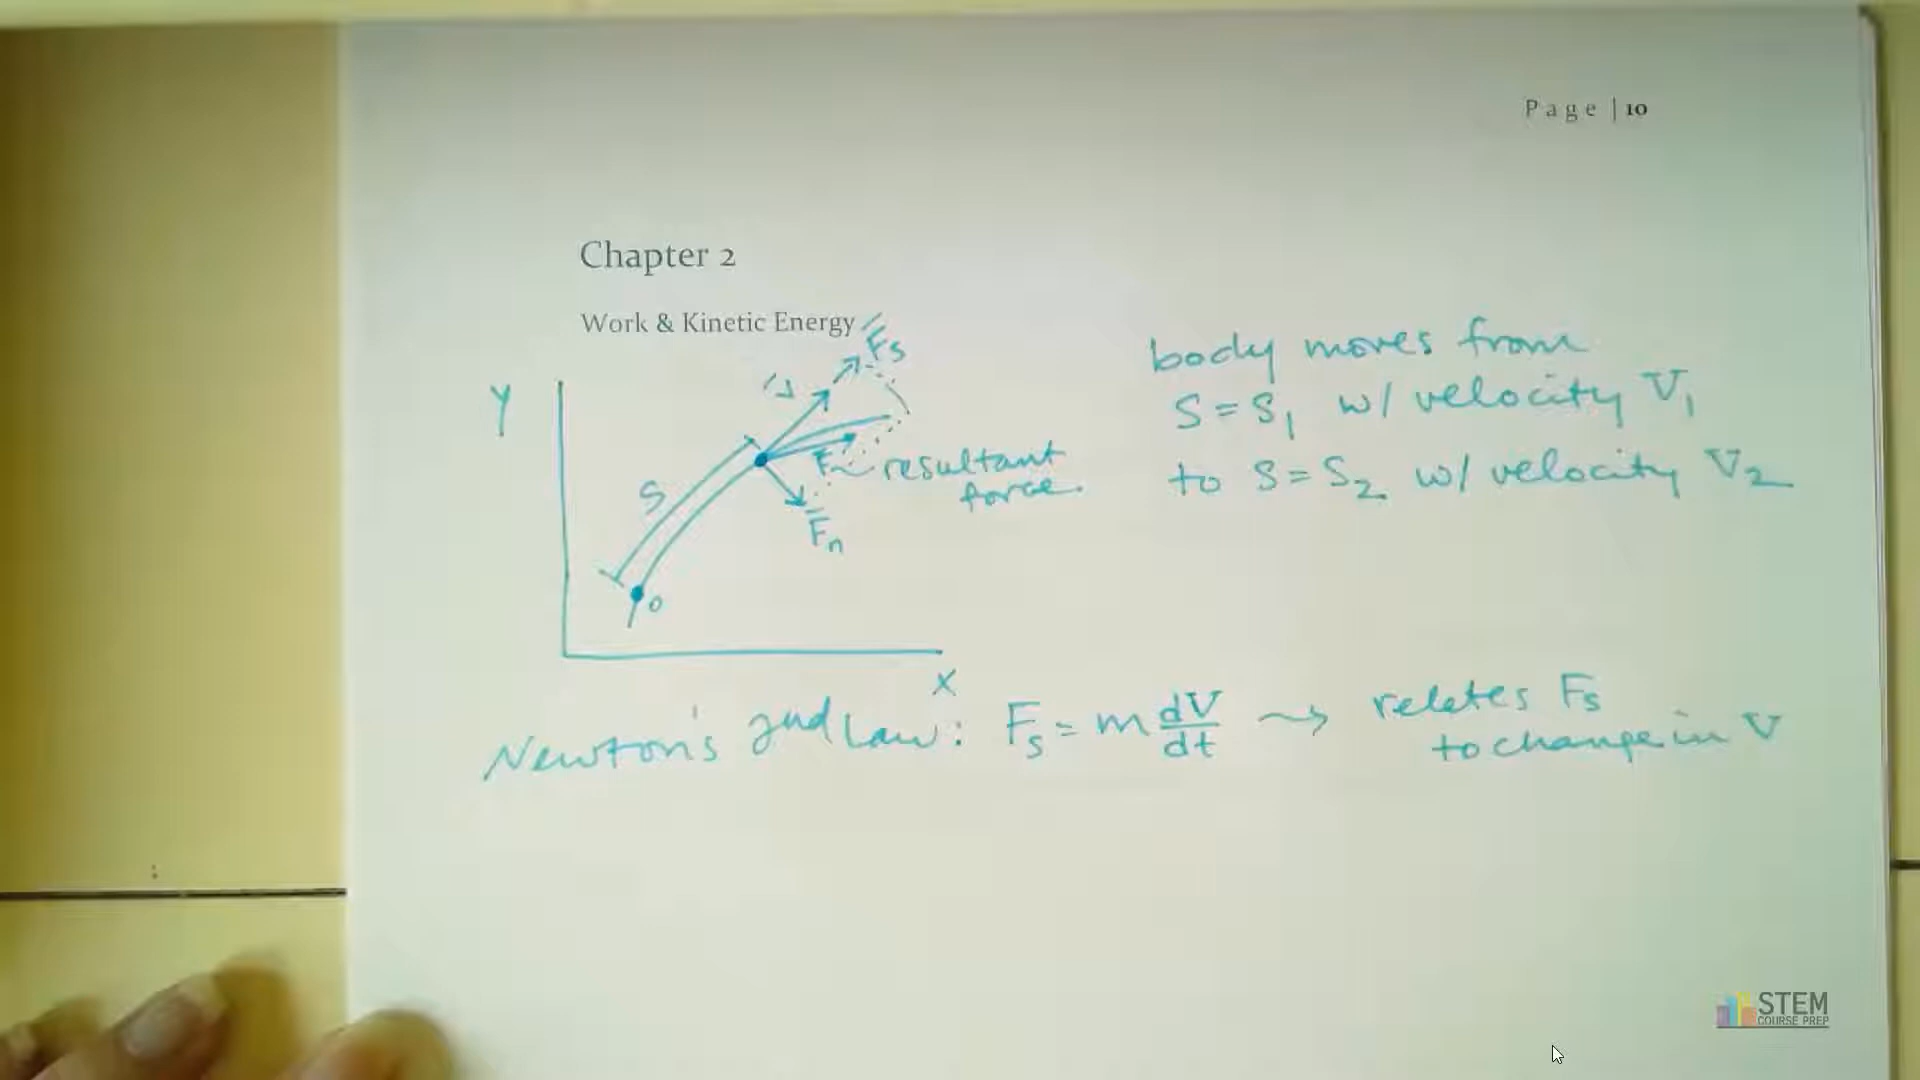 Page | 10
Chapter 2
Work & Kinetic Energy
Fs
V
Y
S
F ~ resultant
force.
Fn
0
X
body moves from
S = S1 w/ velocity V1
to S = S2 w/ velocity V2
Newton's 2nd Law: Fs = m dV/dt → relates Fs
to change in V
STEM
COURSE PREP